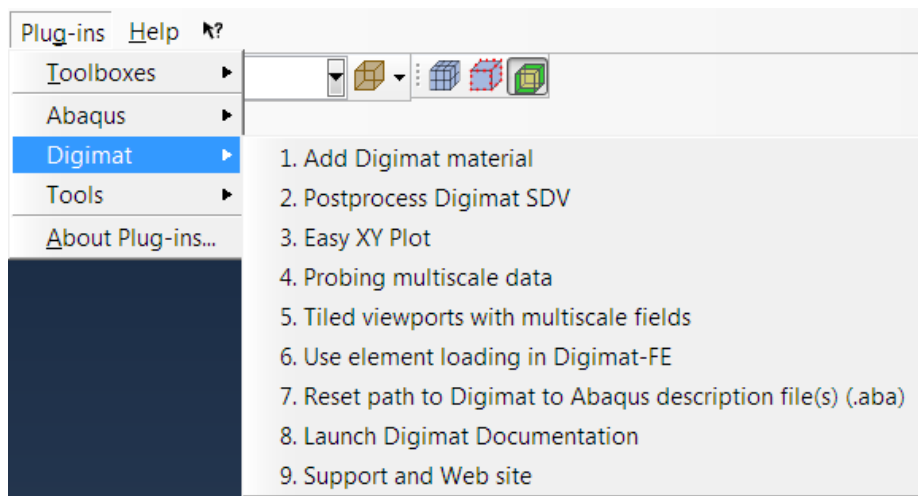 Plug-ins Help ?
Toolboxes
Abaqus
Digimat
1. Add Digimat material
Tools
2. Postprocess Digimat SDV
About Plug-ins...
3. Easy XY Plot
4. Probing multiscale data
5. Tiled viewports with multiscale fields
6. Use element loading in Digimat-FE
7. Reset path to Digimat to Abaqus description file(s) (.aba)
8. Launch Digimat Documentation
9. Support and Web site